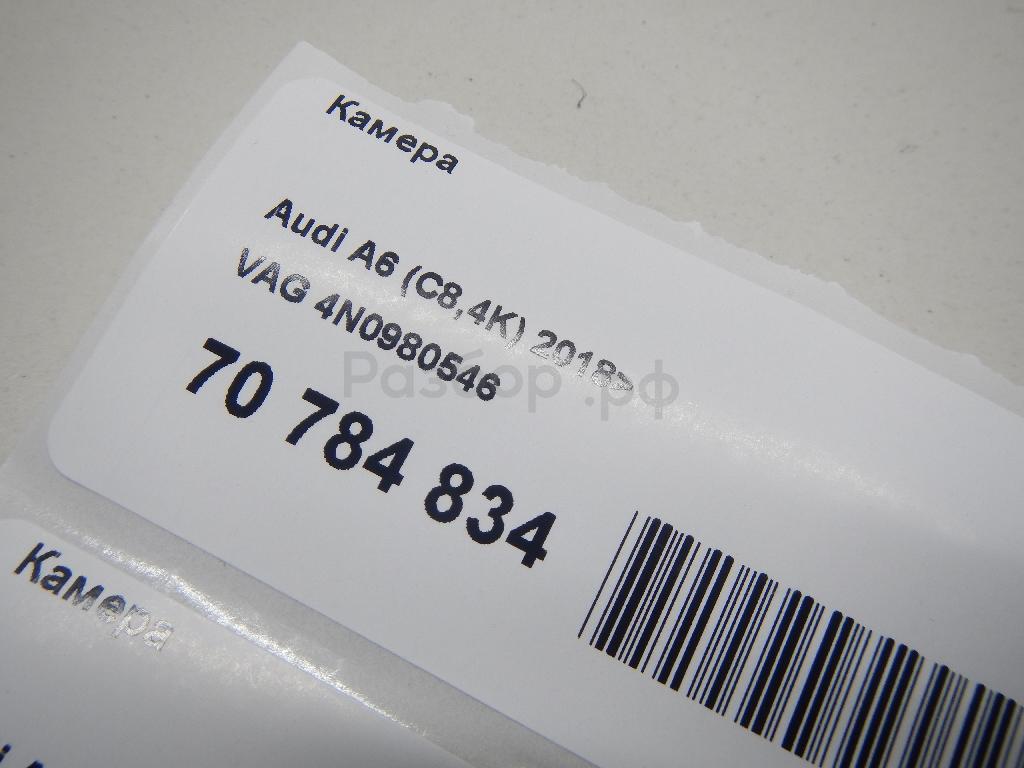 Камера
Audi A6 (C8,4K) 2018>
VAG 4N0980546
70 784 834
Разбор.рф
Камера